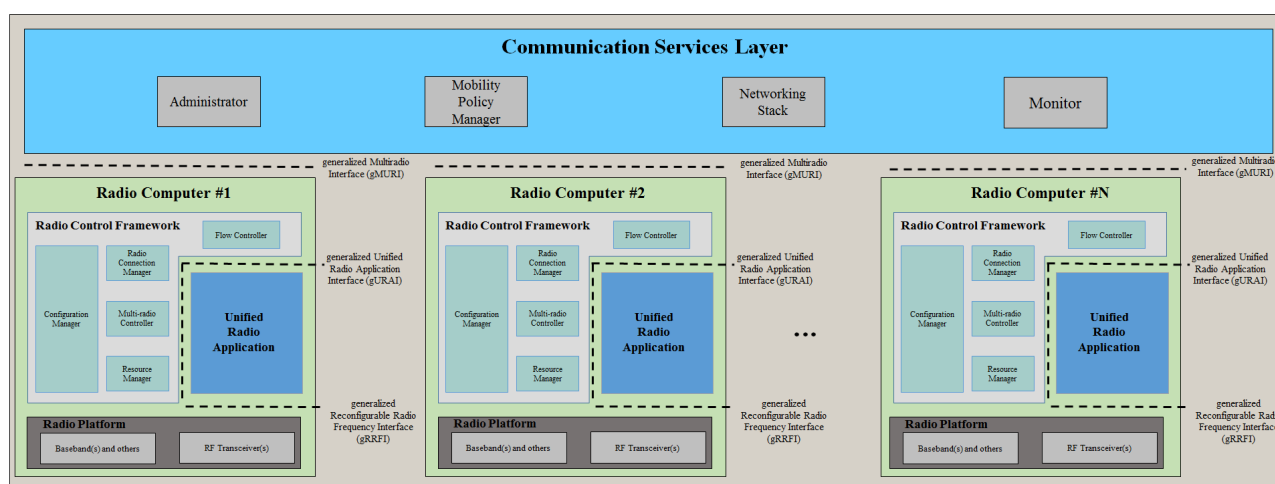 Communication Services Layer
Administrator
Mobility
Policy
Manager
Networking
Stack
Monitor
generalized Multiradio
Interface (gMURI)
generalized Multiradio
Interface (gMURI)
generalized Multiradio
Interface (gMURI)
Radio Computer #1
Radio Control Framework
Flow Controller
Configuration
Manager
Radio
Connection
Manager
Multi-radio
Controller
Resource
Manager
Unified
Radio
Application
generalized Unified
Radio Application
Interface (gURAI)
generalized
Reconfigurable Radio
Frequency Interface
(gRRFI)
Radio Platform
Baseband(s) and others
RF Transceiver(s)
Radio Computer #2
Radio Control Framework
Flow Controller
Configuration
Manager
Radio
Connection
Manager
Multi-radio
Controller
Resource
Manager
Unified
Radio
Application
generalized Unified
Radio Application
Interface (gURAI)
generalized
Reconfigurable Radio
Frequency Interface
(gRRFI)
Radio Platform
Baseband(s) and others
RF Transceiver(s)
...
Radio Computer #N
Radio Control Framework
Flow Controller
Configuration
Manager
Radio
Connection
Manager
Multi-radio
Controller
Resource
Manager
Unified
Radio
Application
generalized Unified
Radio Application
Interface (gURAI)
generalized
Reconfigurable Radio
Frequency Interface
(gRRFI)
Radio Platform
Baseband(s) and others
RF Transceiver(s)